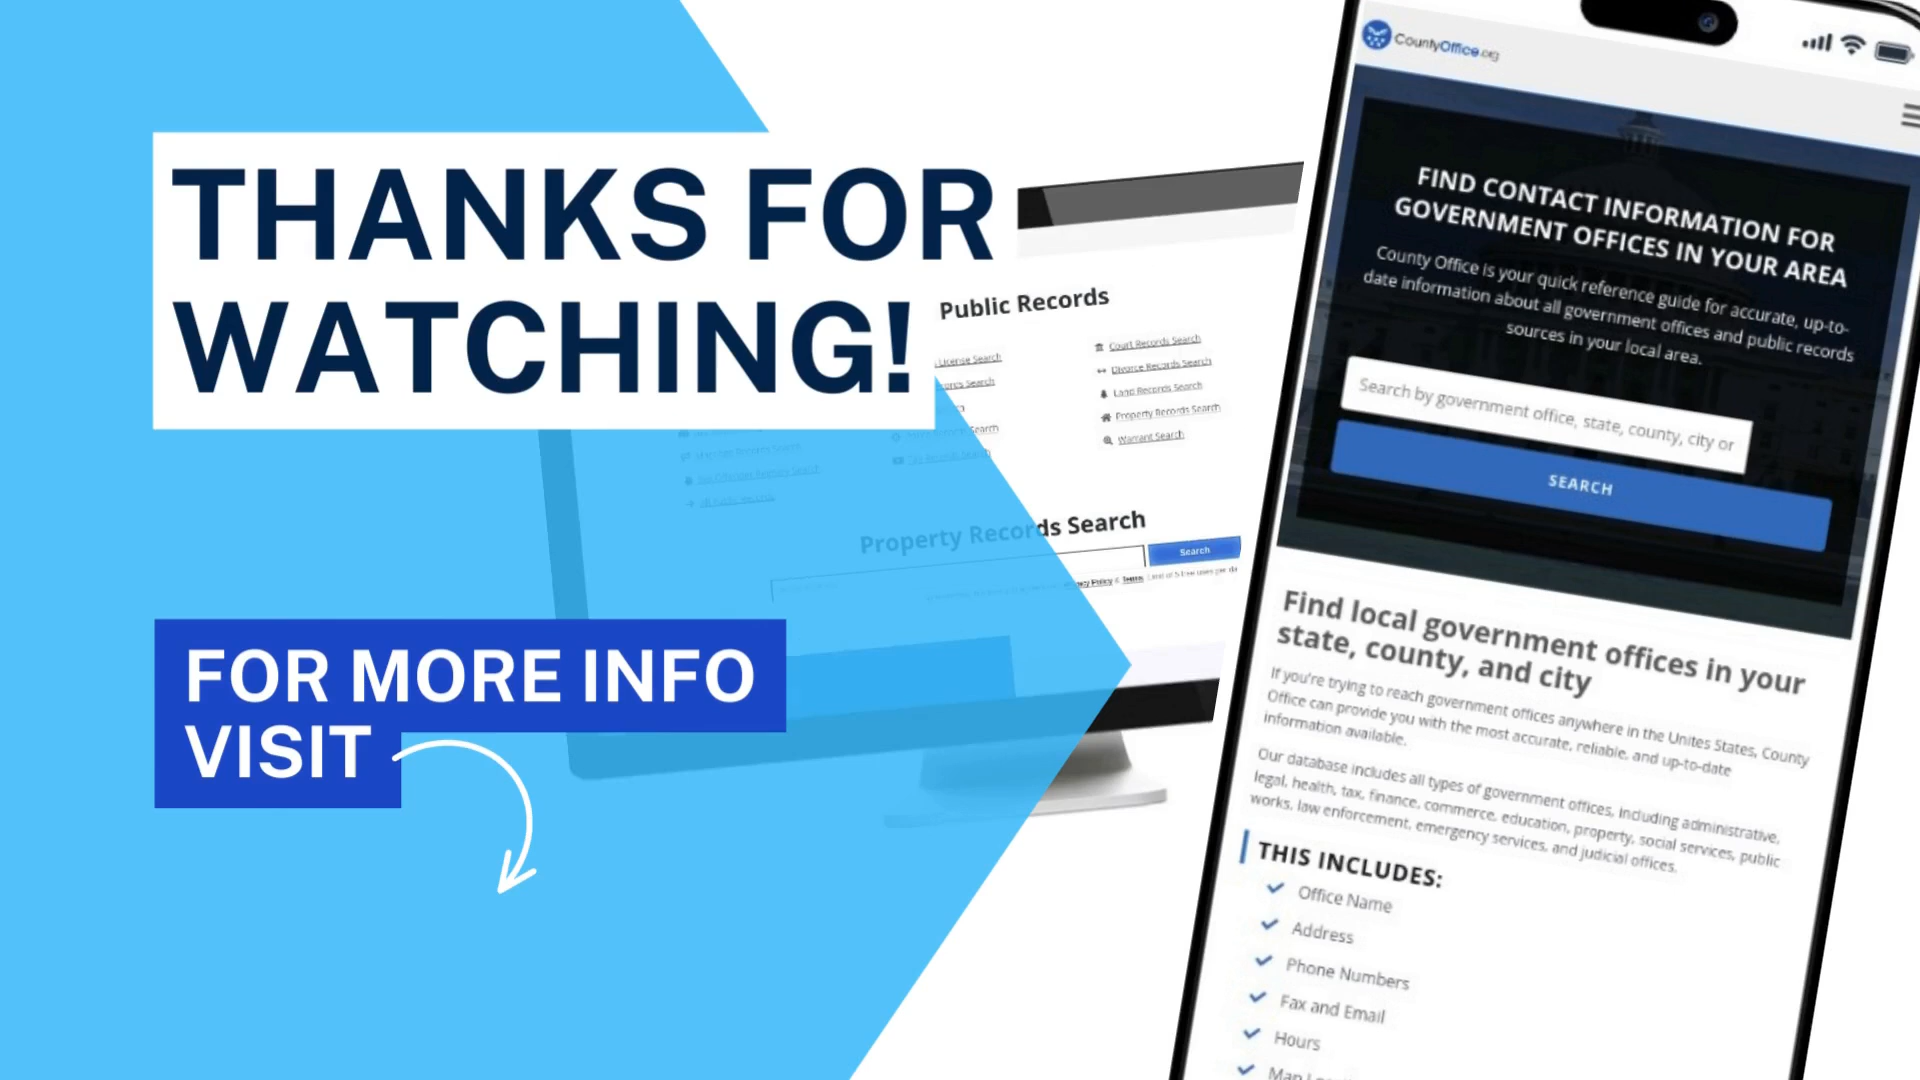 THANKS FOR
WATCHING!
FOR MORE INFO
VISIT
Public Records
License Search
Search
Search
Court Records Search
Divorce Records Search
Land Records Search
Property Records Search
Warrant Search
Property Records Search
Search
CountyOffice.org
FIND CONTACT INFORMATION FOR
GOVERNMENT OFFICES IN YOUR AREA
County Office is your quick reference guide for accurate, up-to-
date information about all government offices and public records
sources in your local area.
Search by government office, state, county, city or
SEARCH
Find local government offices in your
state, county, and city
If you're trying to reach government offices anywhere in the Unites States, County
Office can provide you with the most accurate, reliable, and up-to-date
information available.
Our database includes all types of government offices, including administrative,
legal, health, tax, finance, commerce, education, property, social services, public
works, law enforcement, emergency services, and judicial offices.
THIS INCLUDES:
Office Name
Address
Phone Numbers
Fax and Email
Hours
Map